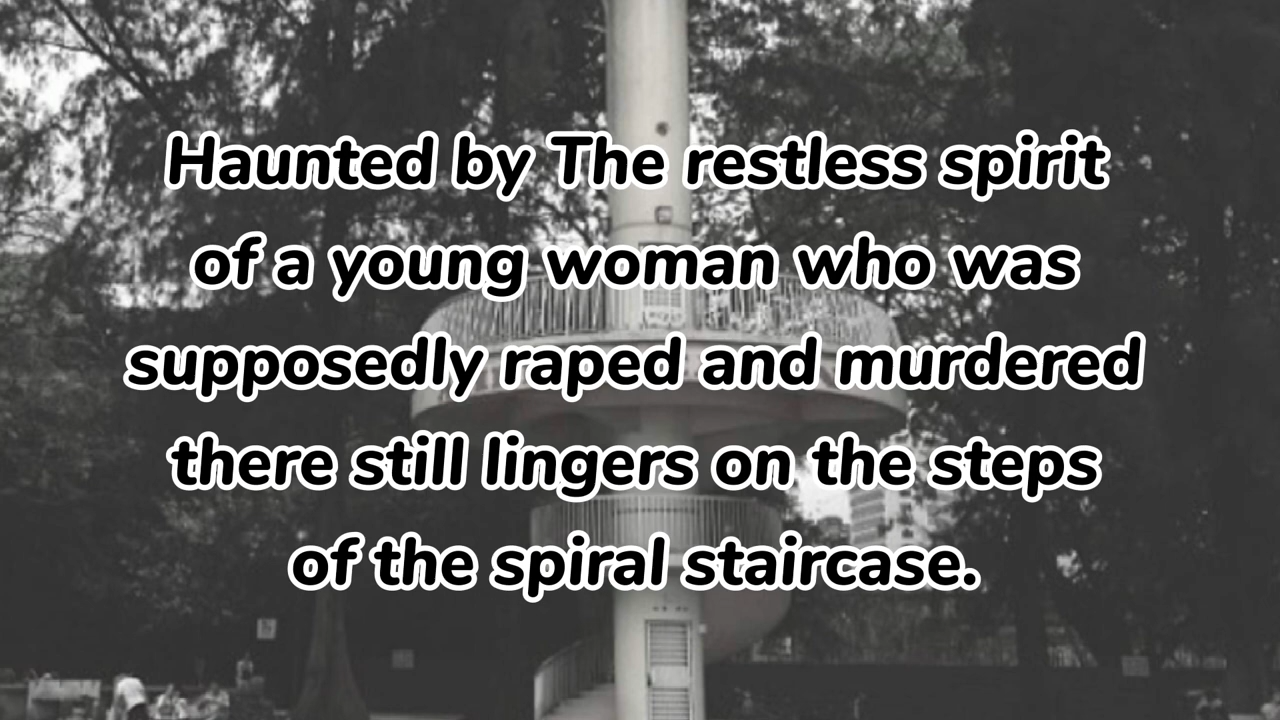 Haunted by The restless spirit
of a young woman who was
supposedly raped and murdered
there still lingers on the steps
of the spiral staircase.